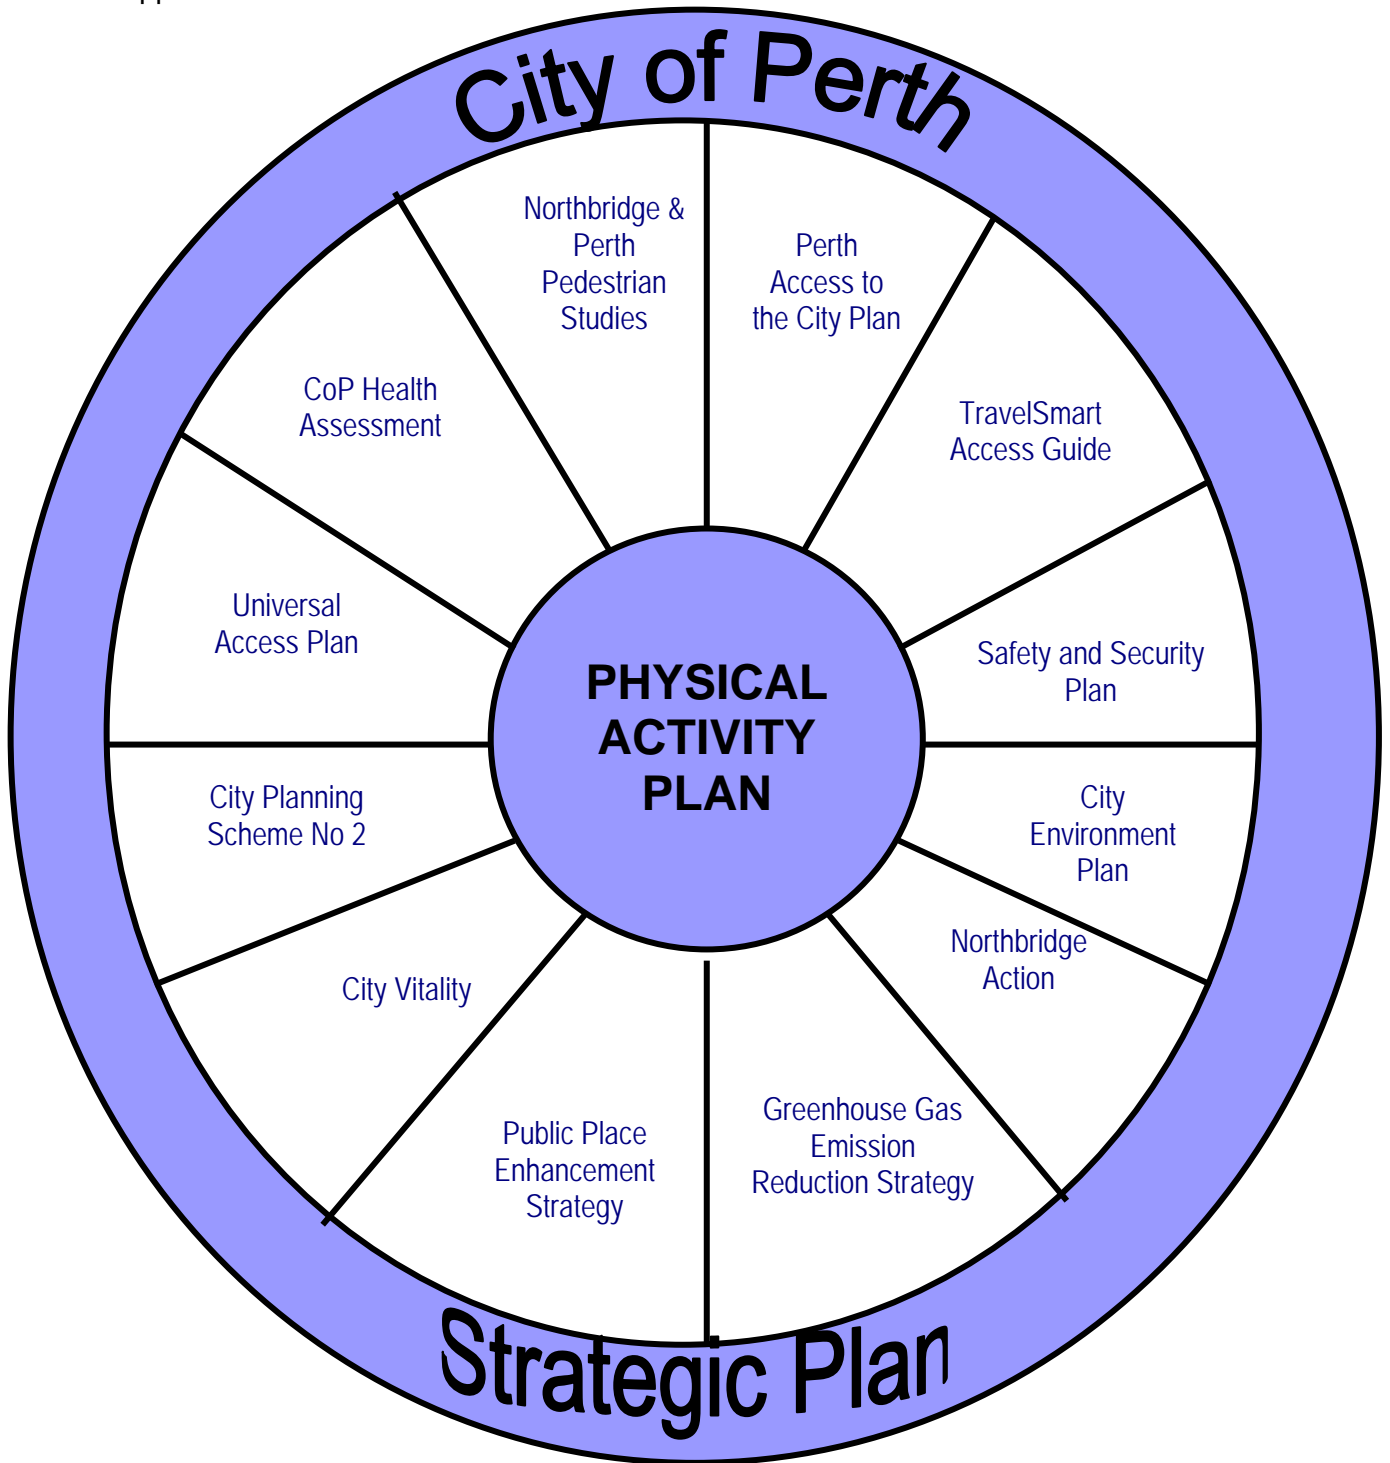 City of Perth
Northbridge &
Perth
Pedestrian
Studies
Perth
Access to
the City Plan
TravelSmart
Access Guide
Safety and Security
Plan
City
Environment
Plan
Northbridge
Action
Greenhouse Gas
Emission
Reduction Strategy
Public Place
Enhancement
Strategy
City Vitality
City Planning
Scheme No 2
Universal
Access Plan
CoP Health
Assessment
PHYSICAL
ACTIVITY
PLAN
Strategic Plan